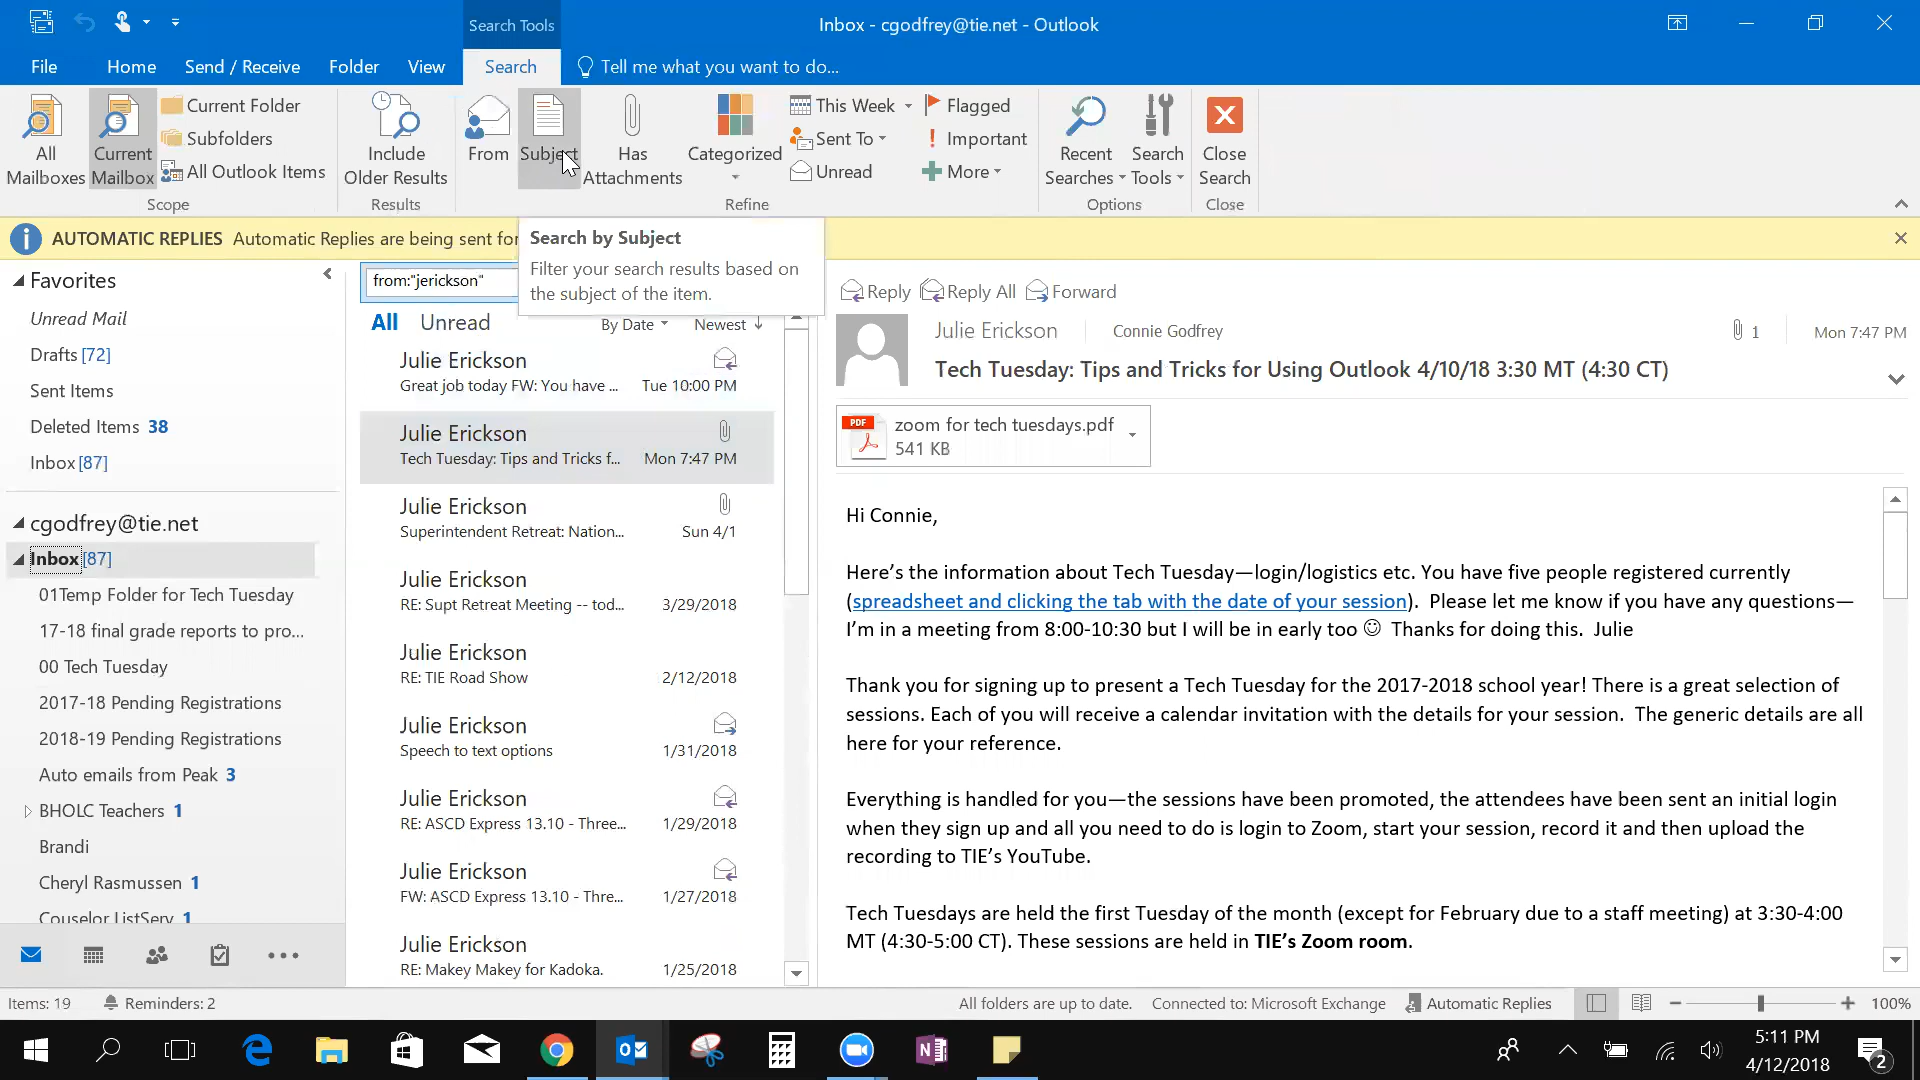 Search Tools
Inbox - cgodfrey@tie.net - Outlook
File Home Send / Receive Folder View Search Tell me what you want to do...
All Mailboxes
Current Mailbox
Current Folder
Subfolders
All Outlook Items
Scope
Include Older Results
Results
From
Subject
Has Attachments
Categorized
This Week
Sent To
Unread
Flagged
Important
More
Refine
Recent Searches
Search Tools
Options
Close Search
Close
AUTOMATIC REPLIES Automatic Replies are being sent for
Search by Subject
Filter your search results based on
the subject of the item.
Favorites
Unread Mail
Drafts [72]
Sent Items
Deleted Items 38
Inbox [87]
cgodfrey@tie.net
Inbox [87]
01Temp Folder for Tech Tuesday
17-18 final grade reports to pro...
00 Tech Tuesday
2017-18 Pending Registrations
2018-19 Pending Registrations
Auto emails from Peak 3
BHOLC Teachers 1
Brandi
Cheryl Rasmussen 1
Couselor ListServ 1
from:"jerickson"
All Unread By Date Newest ↓
Julie Erickson
Great job today FW: You have ... Tue 10:00 PM
Julie Erickson
Tech Tuesday: Tips and Tricks f... Mon 7:47 PM
Julie Erickson
Superintendent Retreat: Nation... Sun 4/1
Julie Erickson
RE: Supt Retreat Meeting -- tod... 3/29/2018
Julie Erickson
RE: TIE Road Show 2/12/2018
Julie Erickson
Speech to text options 1/31/2018
Julie Erickson
RE: ASCD Express 13.10 - Three... 1/29/2018
Julie Erickson
FW: ASCD Express 13.10 - Thre... 1/27/2018
Julie Erickson
RE: Makey Makey for Kadoka. 1/25/2018
Reply Reply All Forward
Julie Erickson Connie Godfrey 1 Mon 7:47 PM
Tech Tuesday: Tips and Tricks for Using Outlook 4/10/18 3:30 MT (4:30 CT)
PDF
zoom for tech tuesdays.pdf
541 KB
Hi Connie,
Here's the information about Tech Tuesday—login/logistics etc. You have five people registered currently
(spreadsheet and clicking the tab with the date of your session). Please let me know if you have any questions—
I'm in a meeting from 8:00-10:30 but I will be in early too ☺ Thanks for doing this. Julie
Thank you for signing up to present a Tech Tuesday for the 2017-2018 school year! There is a great selection of
sessions. Each of you will receive a calendar invitation with the details for your session. The generic details are all
here for your reference.
Everything is handled for you—the sessions have been promoted, the attendees have been sent an initial login
when they sign up and all you need to do is login to Zoom, start your session, record it and then upload the
recording to TIE's YouTube.
Tech Tuesdays are held the first Tuesday of the month (except for February due to a staff meeting) at 3:30-4:00
MT (4:30-5:00 CT). These sessions are held in TIE's Zoom room.
Items: 19 Reminders: 2 All folders are up to date. Connected to: Microsoft Exchange Automatic Replies 100%
5:11 PM
4/12/2018
2